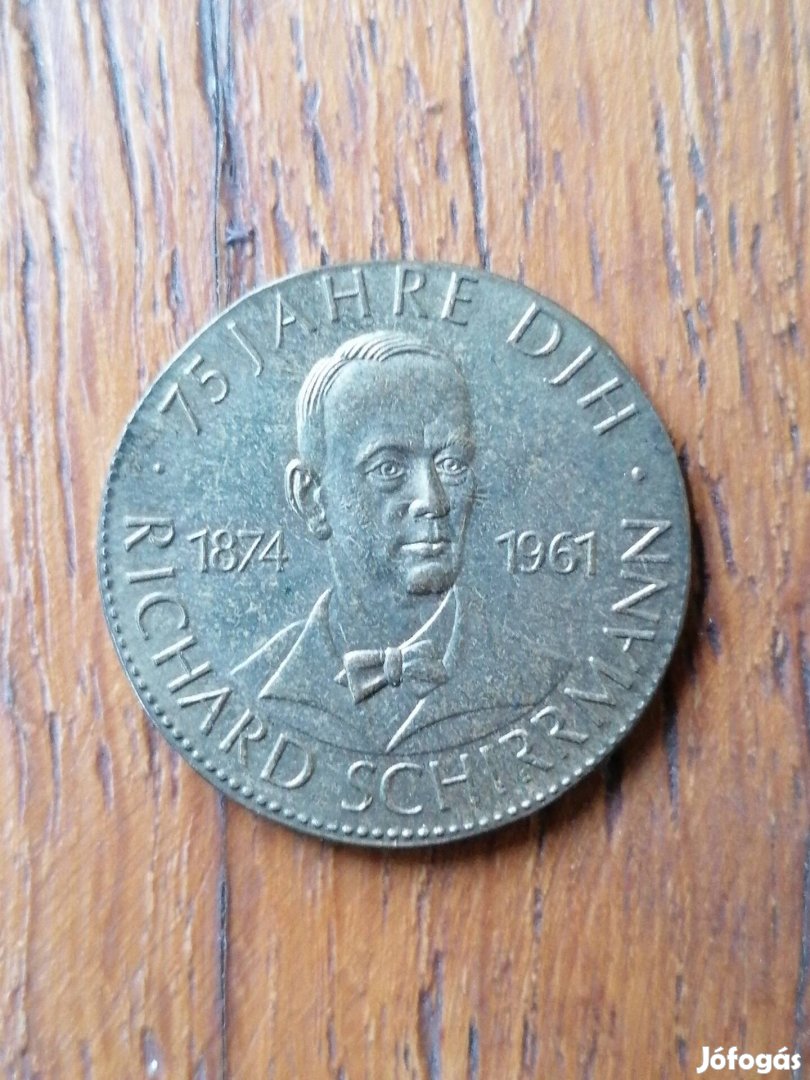 · 75 JAHRE DJH ·
1874 1961
RICHARD SCHIRRMANN
Jófogás